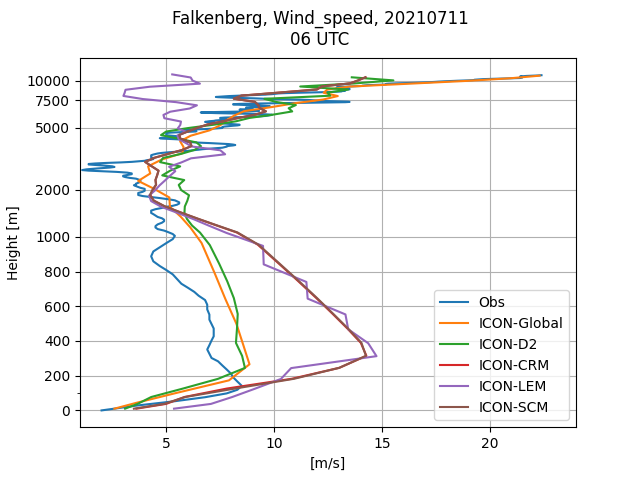 Falkenberg, Wind_speed, 20210711
06 UTC
10000
7500
5000
2000
1000
800
600
400
200
0
Height [m]
5
10
15
20
[m/s]
Obs
ICON-Global
ICON-D2
ICON-CRM
ICON-LEM
ICON-SCM